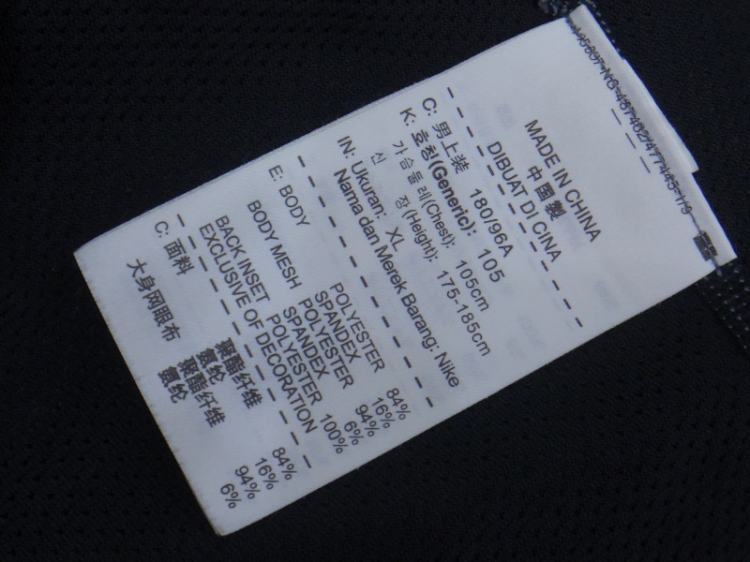 MADE IN CHINA
中国製
DIBUAT DI CINA
C: 男上装 180/96A
K: 호칭(Generic): 105
가슴둘레(Chest): 105cm
신 장(Height): 175-185cm
IN: Ukuran: XL
Nama dan Merek Barang: Nike
E: BODY POLYESTER 84%
SPANDEX 16%
BODY MESH POLYESTER 94%
SPANDEX 6%
BACK INSET POLYESTER 100%
EXCLUSIVE OF DECORATION
C: 面料 聚酯纤维 84%
氨纶 16%
大身网眼布 聚酯纤维 94%
氨纶 6%